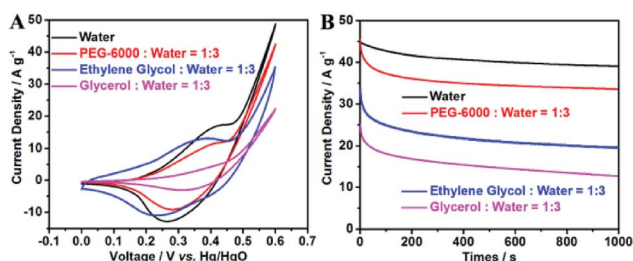 A
Water
PEG-6000 : Water = 1:3
Ethylene Glycol : Water = 1:3
Glycerol : Water = 1:3
Current Density / A g⁻¹
50
40
30
20
10
0
-10
-0.1 0.0 0.1 0.2 0.3 0.4 0.5 0.6 0.7
Voltage / V vs. Hg/HgO
B
Water
PEG-6000 : Water = 1:3
Ethylene Glycol : Water = 1:3
Glycerol : Water = 1:3
Current Density / A g⁻¹
50
40
30
20
10
0
0 200 400 600 800 1000
Times / s